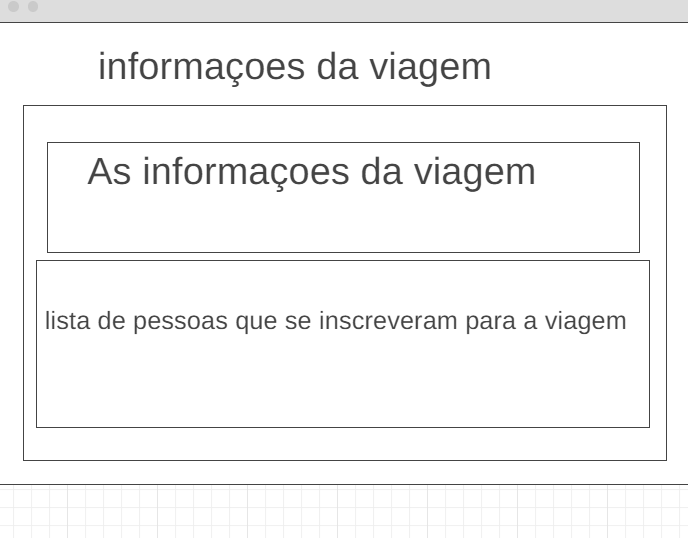 informaçoes da viagem
As informaçoes da viagem
lista de pessoas que se inscreveram para a viagem